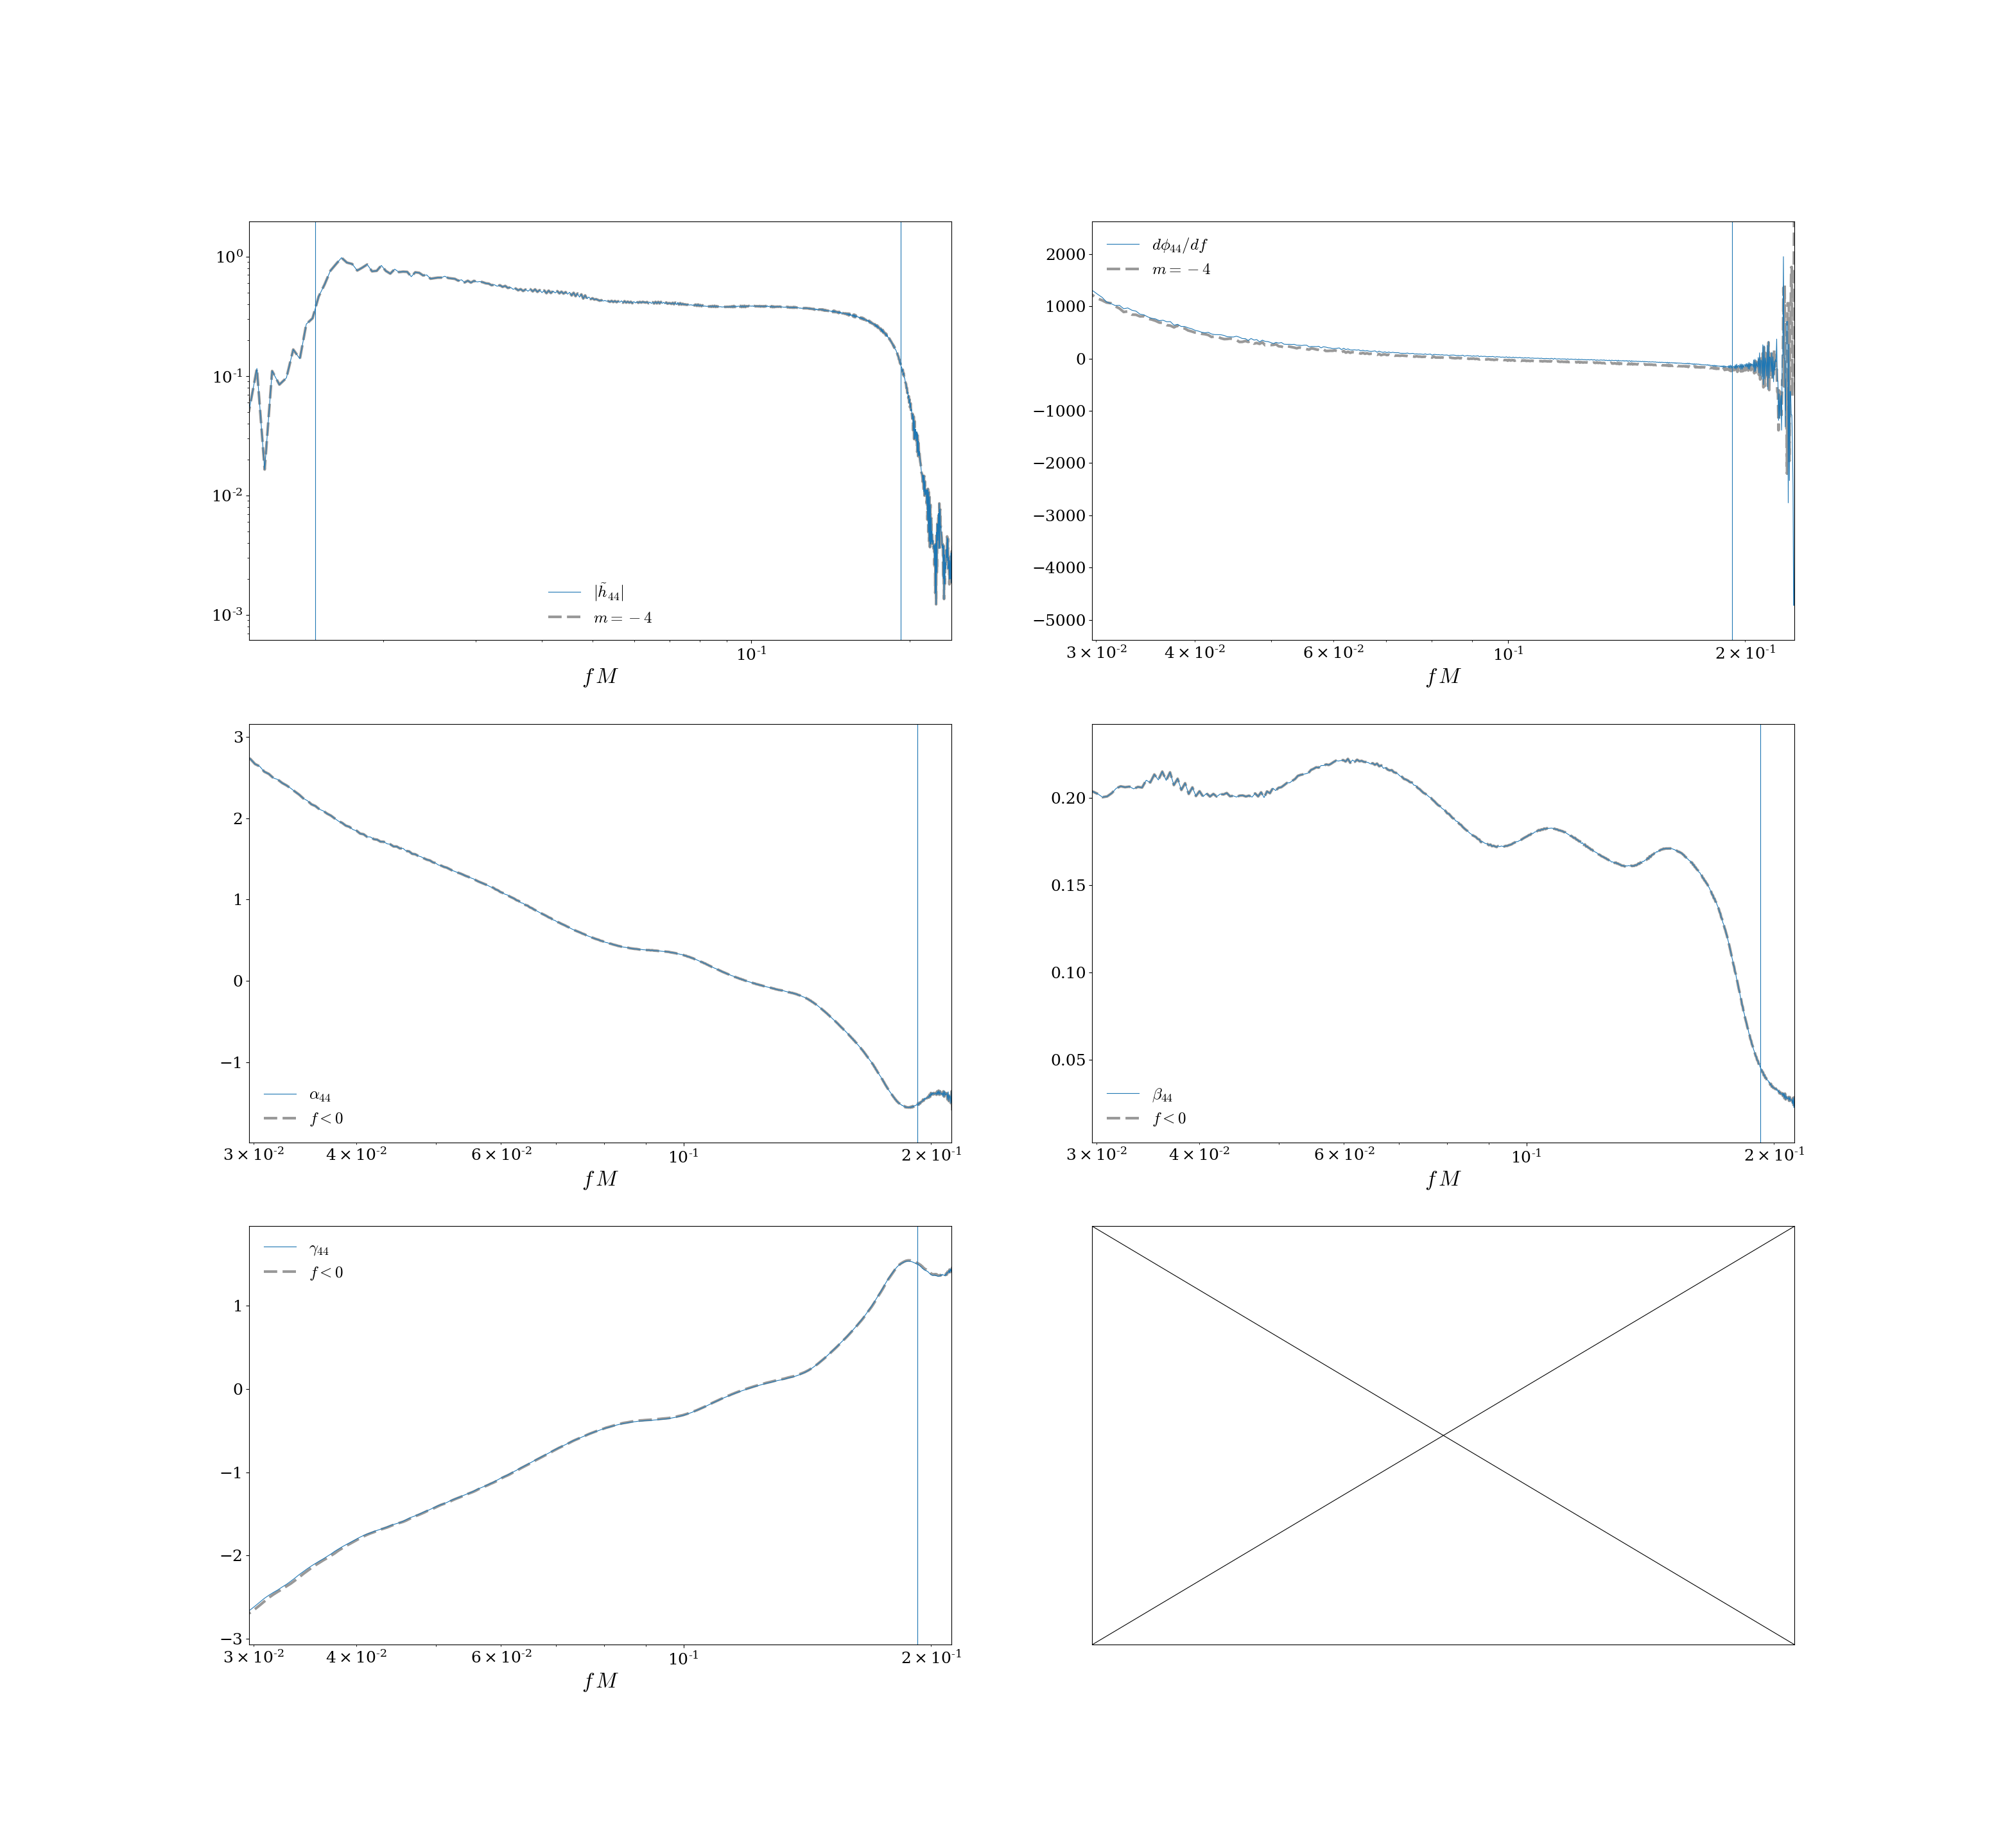 10⁰
10⁻¹
10⁻²
10⁻³
|h̃₄₄|
m = −4
10⁻¹
f M
dϕ₄₄/df
m = −4
2000
1000
0
−1000
−2000
−3000
−4000
−5000
3 × 10⁻² 4 × 10⁻² 6 × 10⁻² 10⁻¹ 2 × 10⁻¹
f M
3
2
1
0
−1
α₄₄
f < 0
3 × 10⁻² 4 × 10⁻² 6 × 10⁻² 10⁻¹ 2 × 10⁻¹
f M
0.20
0.15
0.10
0.05
β₄₄
f < 0
3 × 10⁻² 4 × 10⁻² 6 × 10⁻² 10⁻¹ 2 × 10⁻¹
f M
γ₄₄
f < 0
1
0
−1
−2
−3
3 × 10⁻² 4 × 10⁻² 6 × 10⁻² 10⁻¹ 2 × 10⁻¹
f M